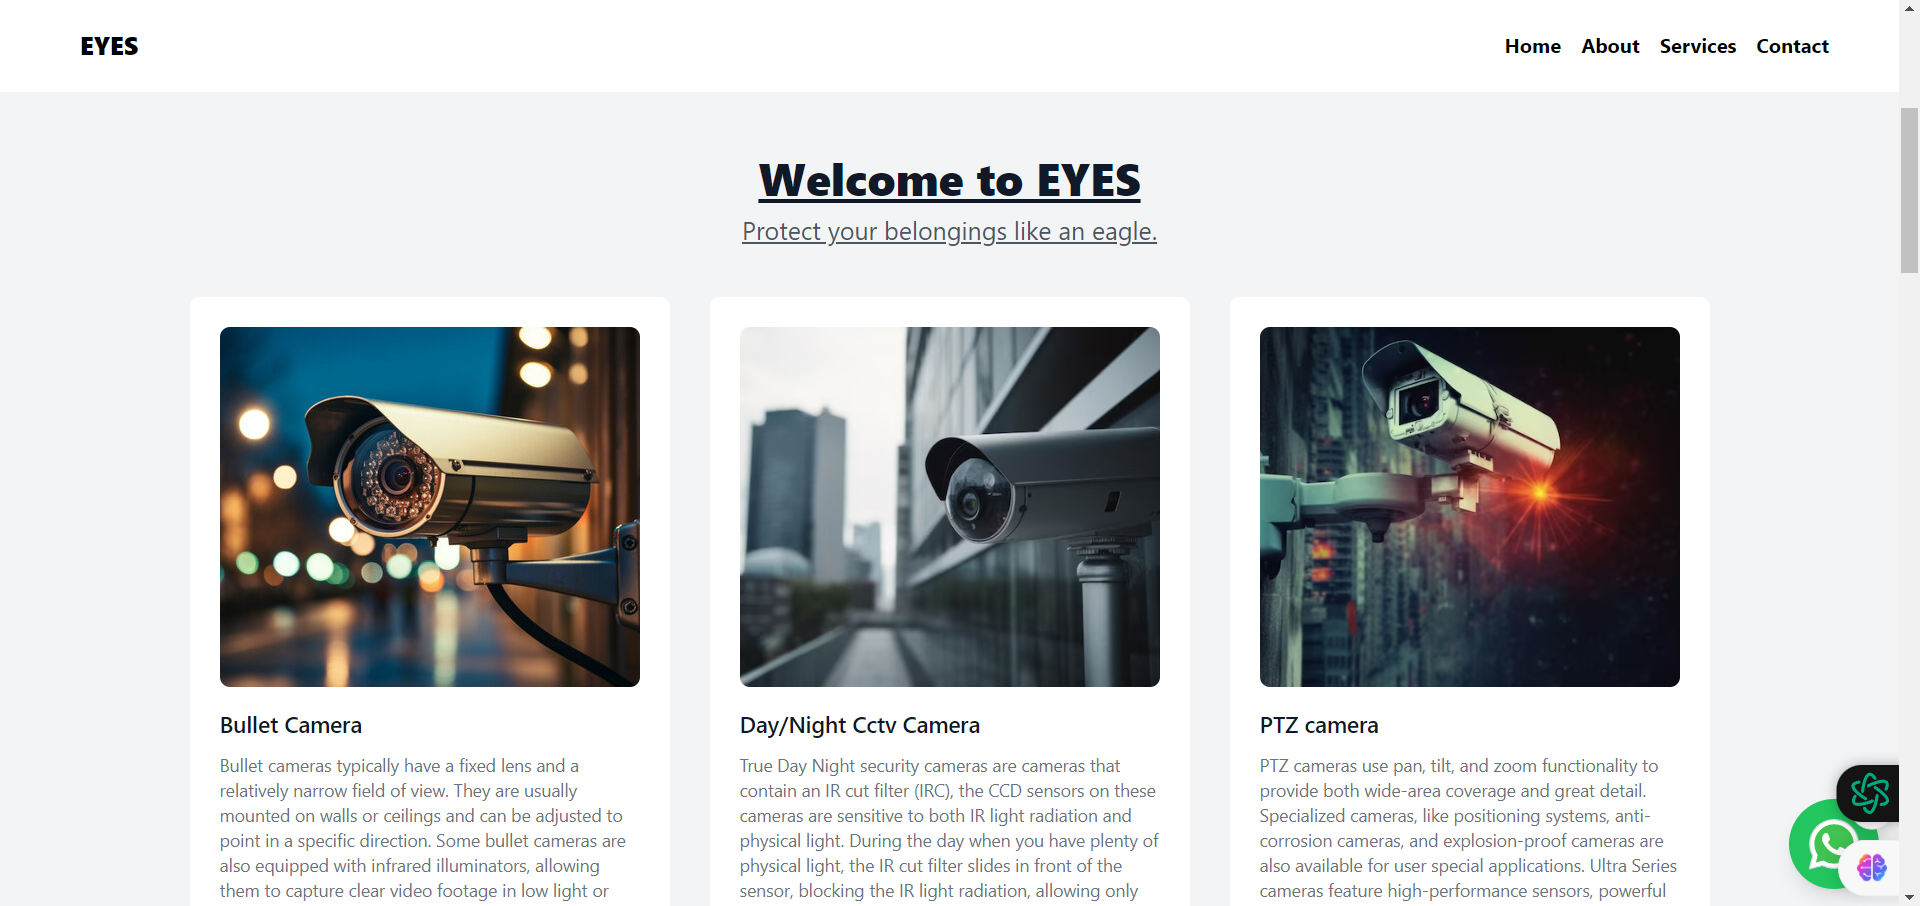 EYES
Home About Services Contact
Welcome to EYES
Protect your belongings like an eagle.
Bullet Camera
Bullet cameras typically have a fixed lens and a
relatively narrow field of view. They are usually
mounted on walls or ceilings and can be adjusted to
point in a specific direction. Some bullet cameras are
also equipped with infrared illuminators, allowing
them to capture clear video footage in low light or
Day/Night Cctv Camera
True Day Night security cameras are cameras that
contain an IR cut filter (IRC), the CCD sensors on these
cameras are sensitive to both IR light radiation and
physical light. During the day when you have plenty of
physical light, the IR cut filter slides in front of the
sensor, blocking the IR light radiation, allowing only
PTZ camera
PTZ cameras use pan, tilt, and zoom functionality to
provide both wide-area coverage and great detail.
Specialized cameras, like positioning systems, anti-
corrosion cameras, and explosion-proof cameras are
also available for user special applications. Ultra Series
cameras feature high-performance sensors, powerful